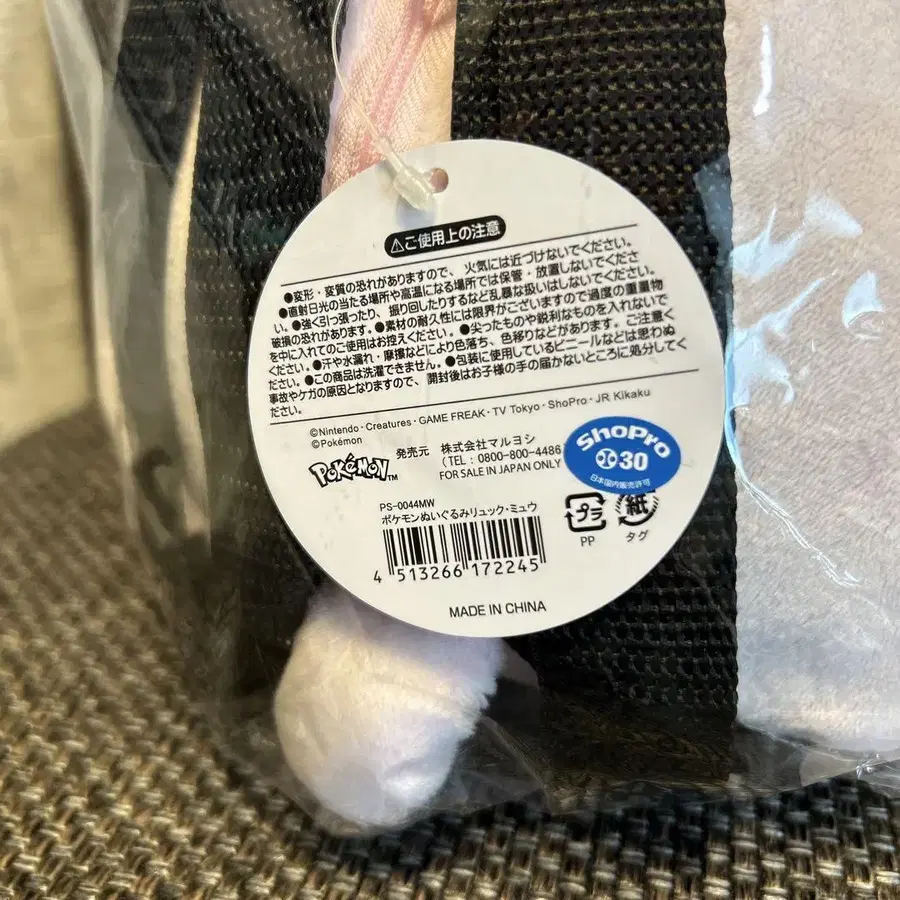 ⚠ご使用上の注意
●変形・変質の恐れがありますので、火気には近づけないでください。
●直射日光の当たる場所や高温になる場所では保管・放置しないでくださ
い。●強く引っ張ったり、振り回したりするなど乱暴な扱いはしないでください。
破損の恐れがあります。●素材の耐久性には限界がございますので過度の重量物
を中に入れてのご使用はお控えください。●尖ったものや鋭利なものを入れないで
ください。●汗や水漏れ・摩擦などにより色落ち、色移りなどがあります。ご注意く
ださい。●この商品は洗濯できません。●包装に使用しているビニールなどは思わぬ
事故やケガの原因となりますので、開封後はお子様の手の届かないところに処分してく
ださい。
©Nintendo・Creatures・GAME FREAK・TV Tokyo・ShoPro・JR Kikaku
©Pokémon
POKéMON™
発売元 株式会社マルヨシ
(TEL:0800-800-4486
FOR SALE IN JAPAN ONLY
ShoPro
30
日本国内販売許可
PS-0044MW
ポケモンぬいぐるみリュック・ミュウ
4 513266 172245
プラ
PP
紙
タグ
MADE IN CHINA